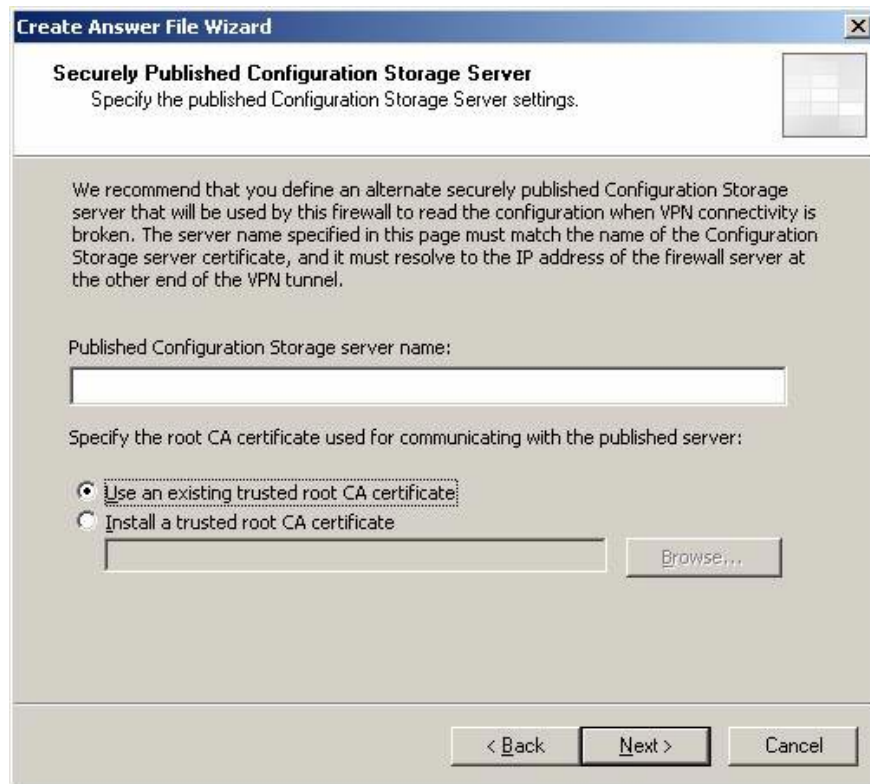 Create Answer File Wizard
Securely Published Configuration Storage Server
Specify the published Configuration Storage Server settings.
We recommend that you define an alternate securely published Configuration Storage
server that will be used by this firewall to read the configuration when VPN connectivity is
broken. The server name specified in this page must match the name of the Configuration
Storage server certificate, and it must resolve to the IP address of the firewall server at
the other end of the VPN tunnel.
Published Configuration Storage server name:
Specify the root CA certificate used for communicating with the published server:
Use an existing trusted root CA certificate
Install a trusted root CA certificate
Browse...
< Back
Next >
Cancel